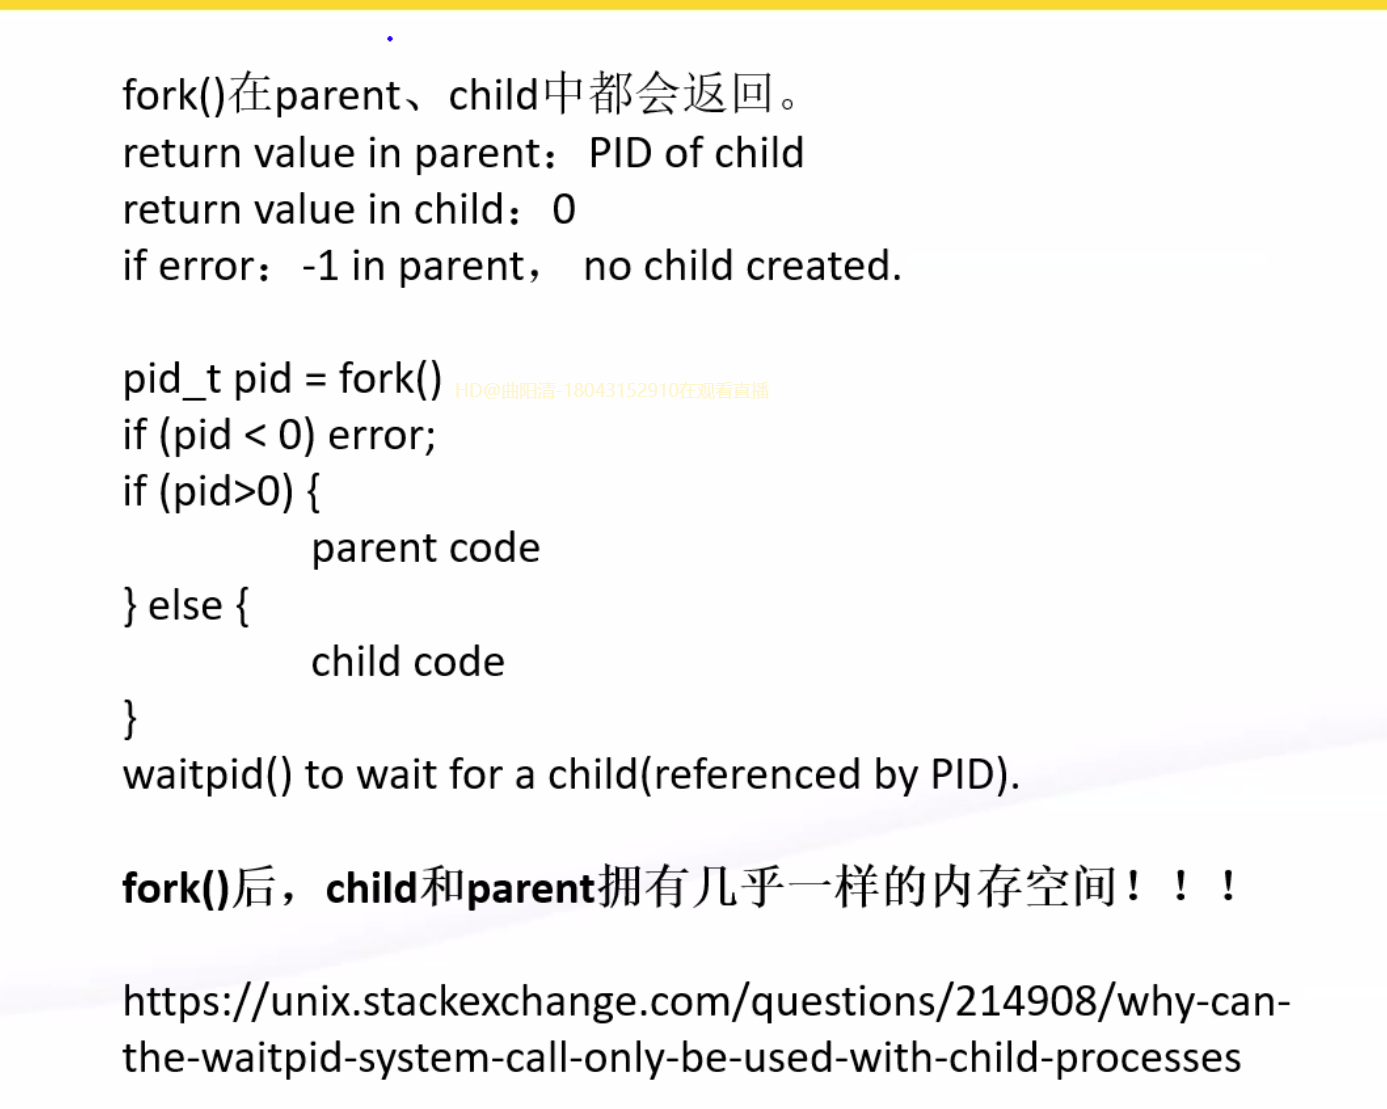 fork()在parent、child中都会返回。
return value in parent： PID of child
return value in child： 0
if error： -1 in parent， no child created.
pid_t pid = fork()
HD@曲阳清-18043152910在观看直播
if (pid < 0) error;
if (pid>0) {
parent code
} else {
child code
}
waitpid() to wait for a child(referenced by PID).
fork()后，child和parent拥有几乎一样的内存空间！！！
https://unix.stackexchange.com/questions/214908/why-can-
the-waitpid-system-call-only-be-used-with-child-processes